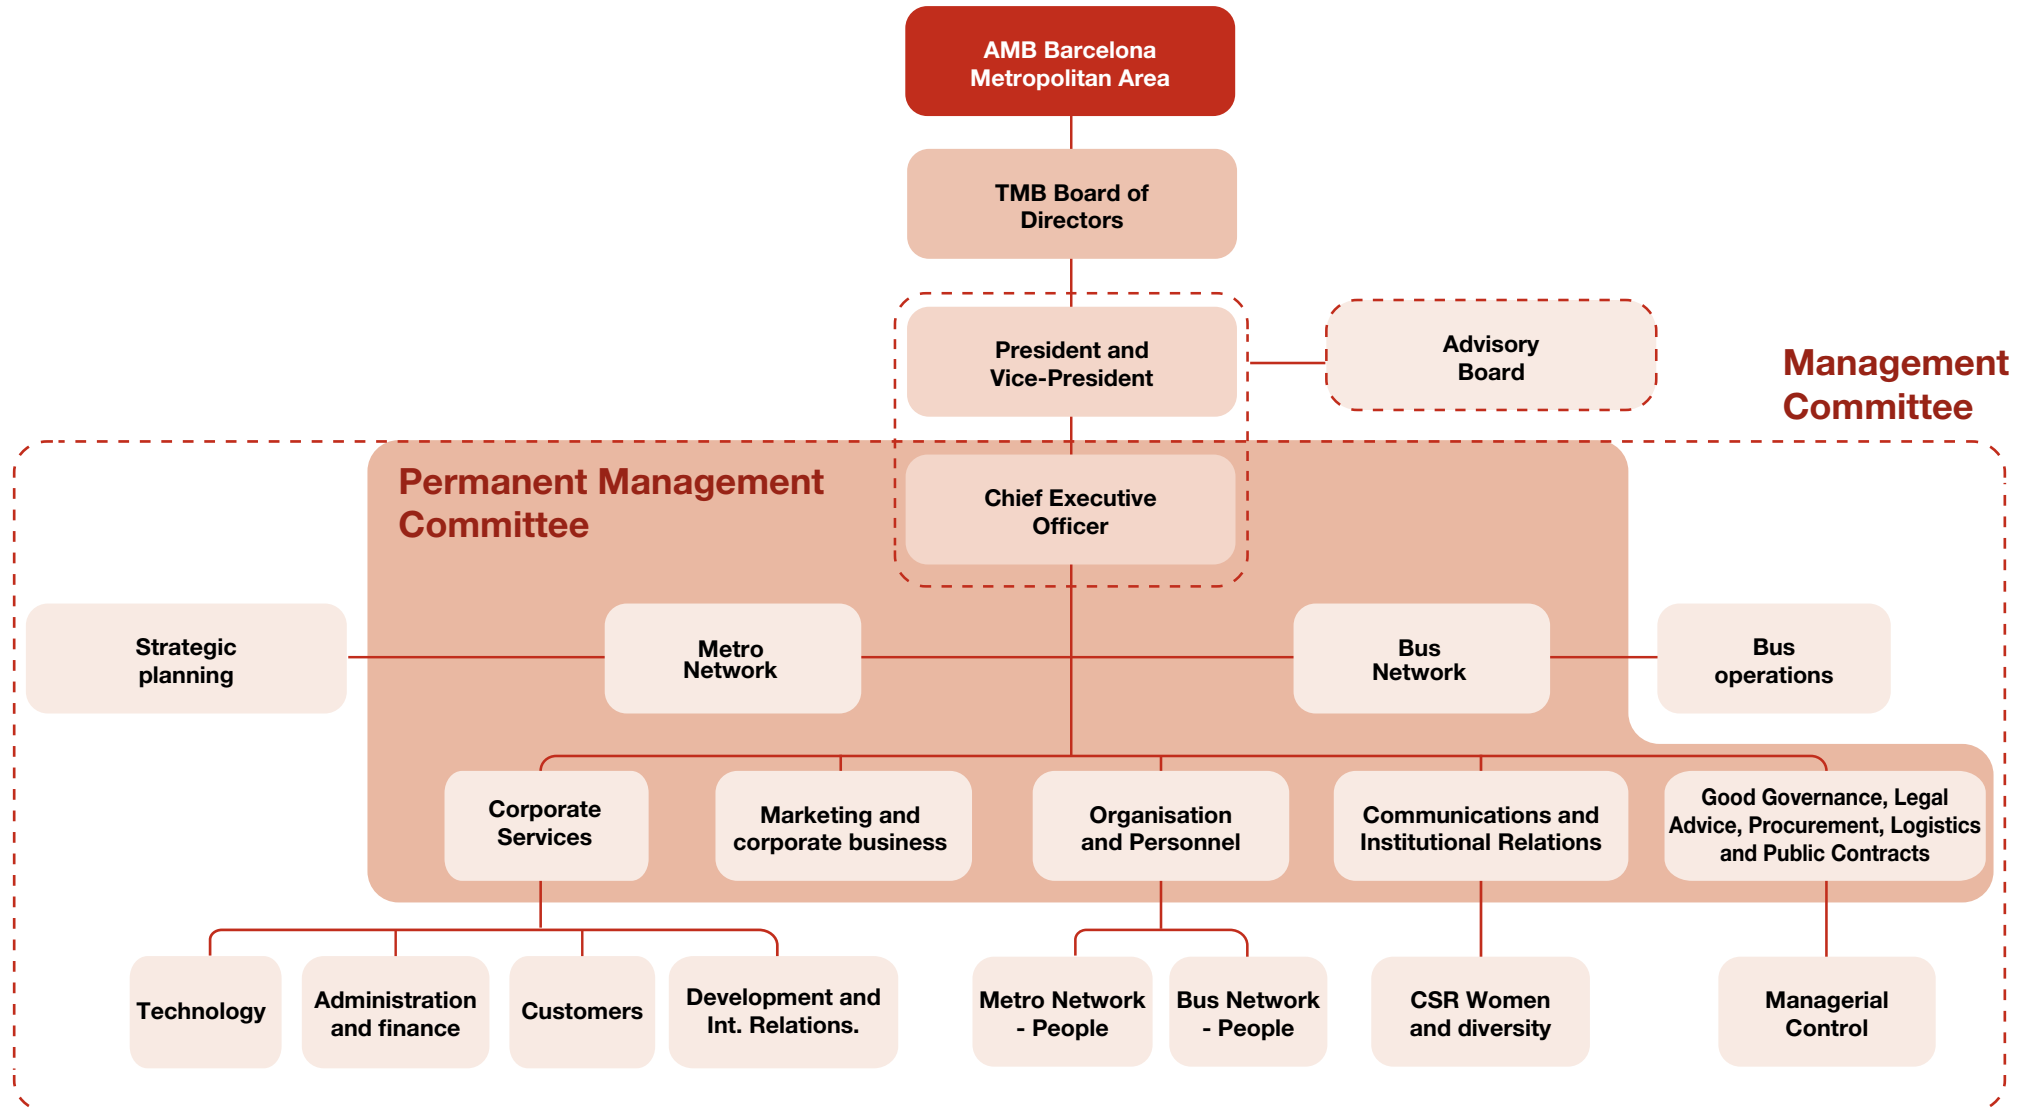 AMB Barcelona
Metropolitan Area
TMB Board of
Directors
President and
Vice-President
Advisory
Board
Management
Committee
Permanent Management
Committee
Chief Executive
Officer
Strategic
planning
Metro
Network
Bus
Network
Bus
operations
Corporate
Services
Marketing and
corporate business
Organisation
and Personnel
Communications and
Institutional Relations
Good Governance, Legal
Advice, Procurement, Logistics
and Public Contracts
Technology
Administration
and finance
Customers
Development and
Int. Relations.
Metro Network
- People
Bus Network
- People
CSR Women
and diversity
Managerial
Control